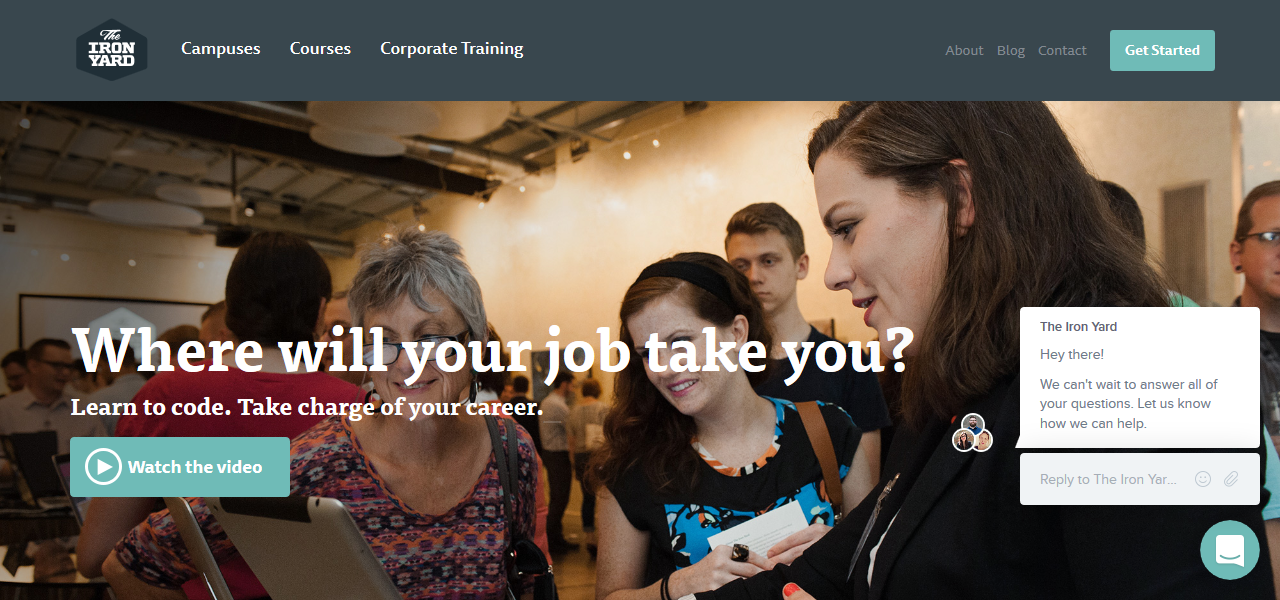 The
IRON
YARD
Campuses Courses Corporate Training
About Blog Contact Get Started
Where will your job take you?
Learn to code. Take charge of your career.
Watch the video
The Iron Yard
Hey there!
We can't wait to answer all of
your questions. Let us know
how we can help.
Reply to The Iron Yar...